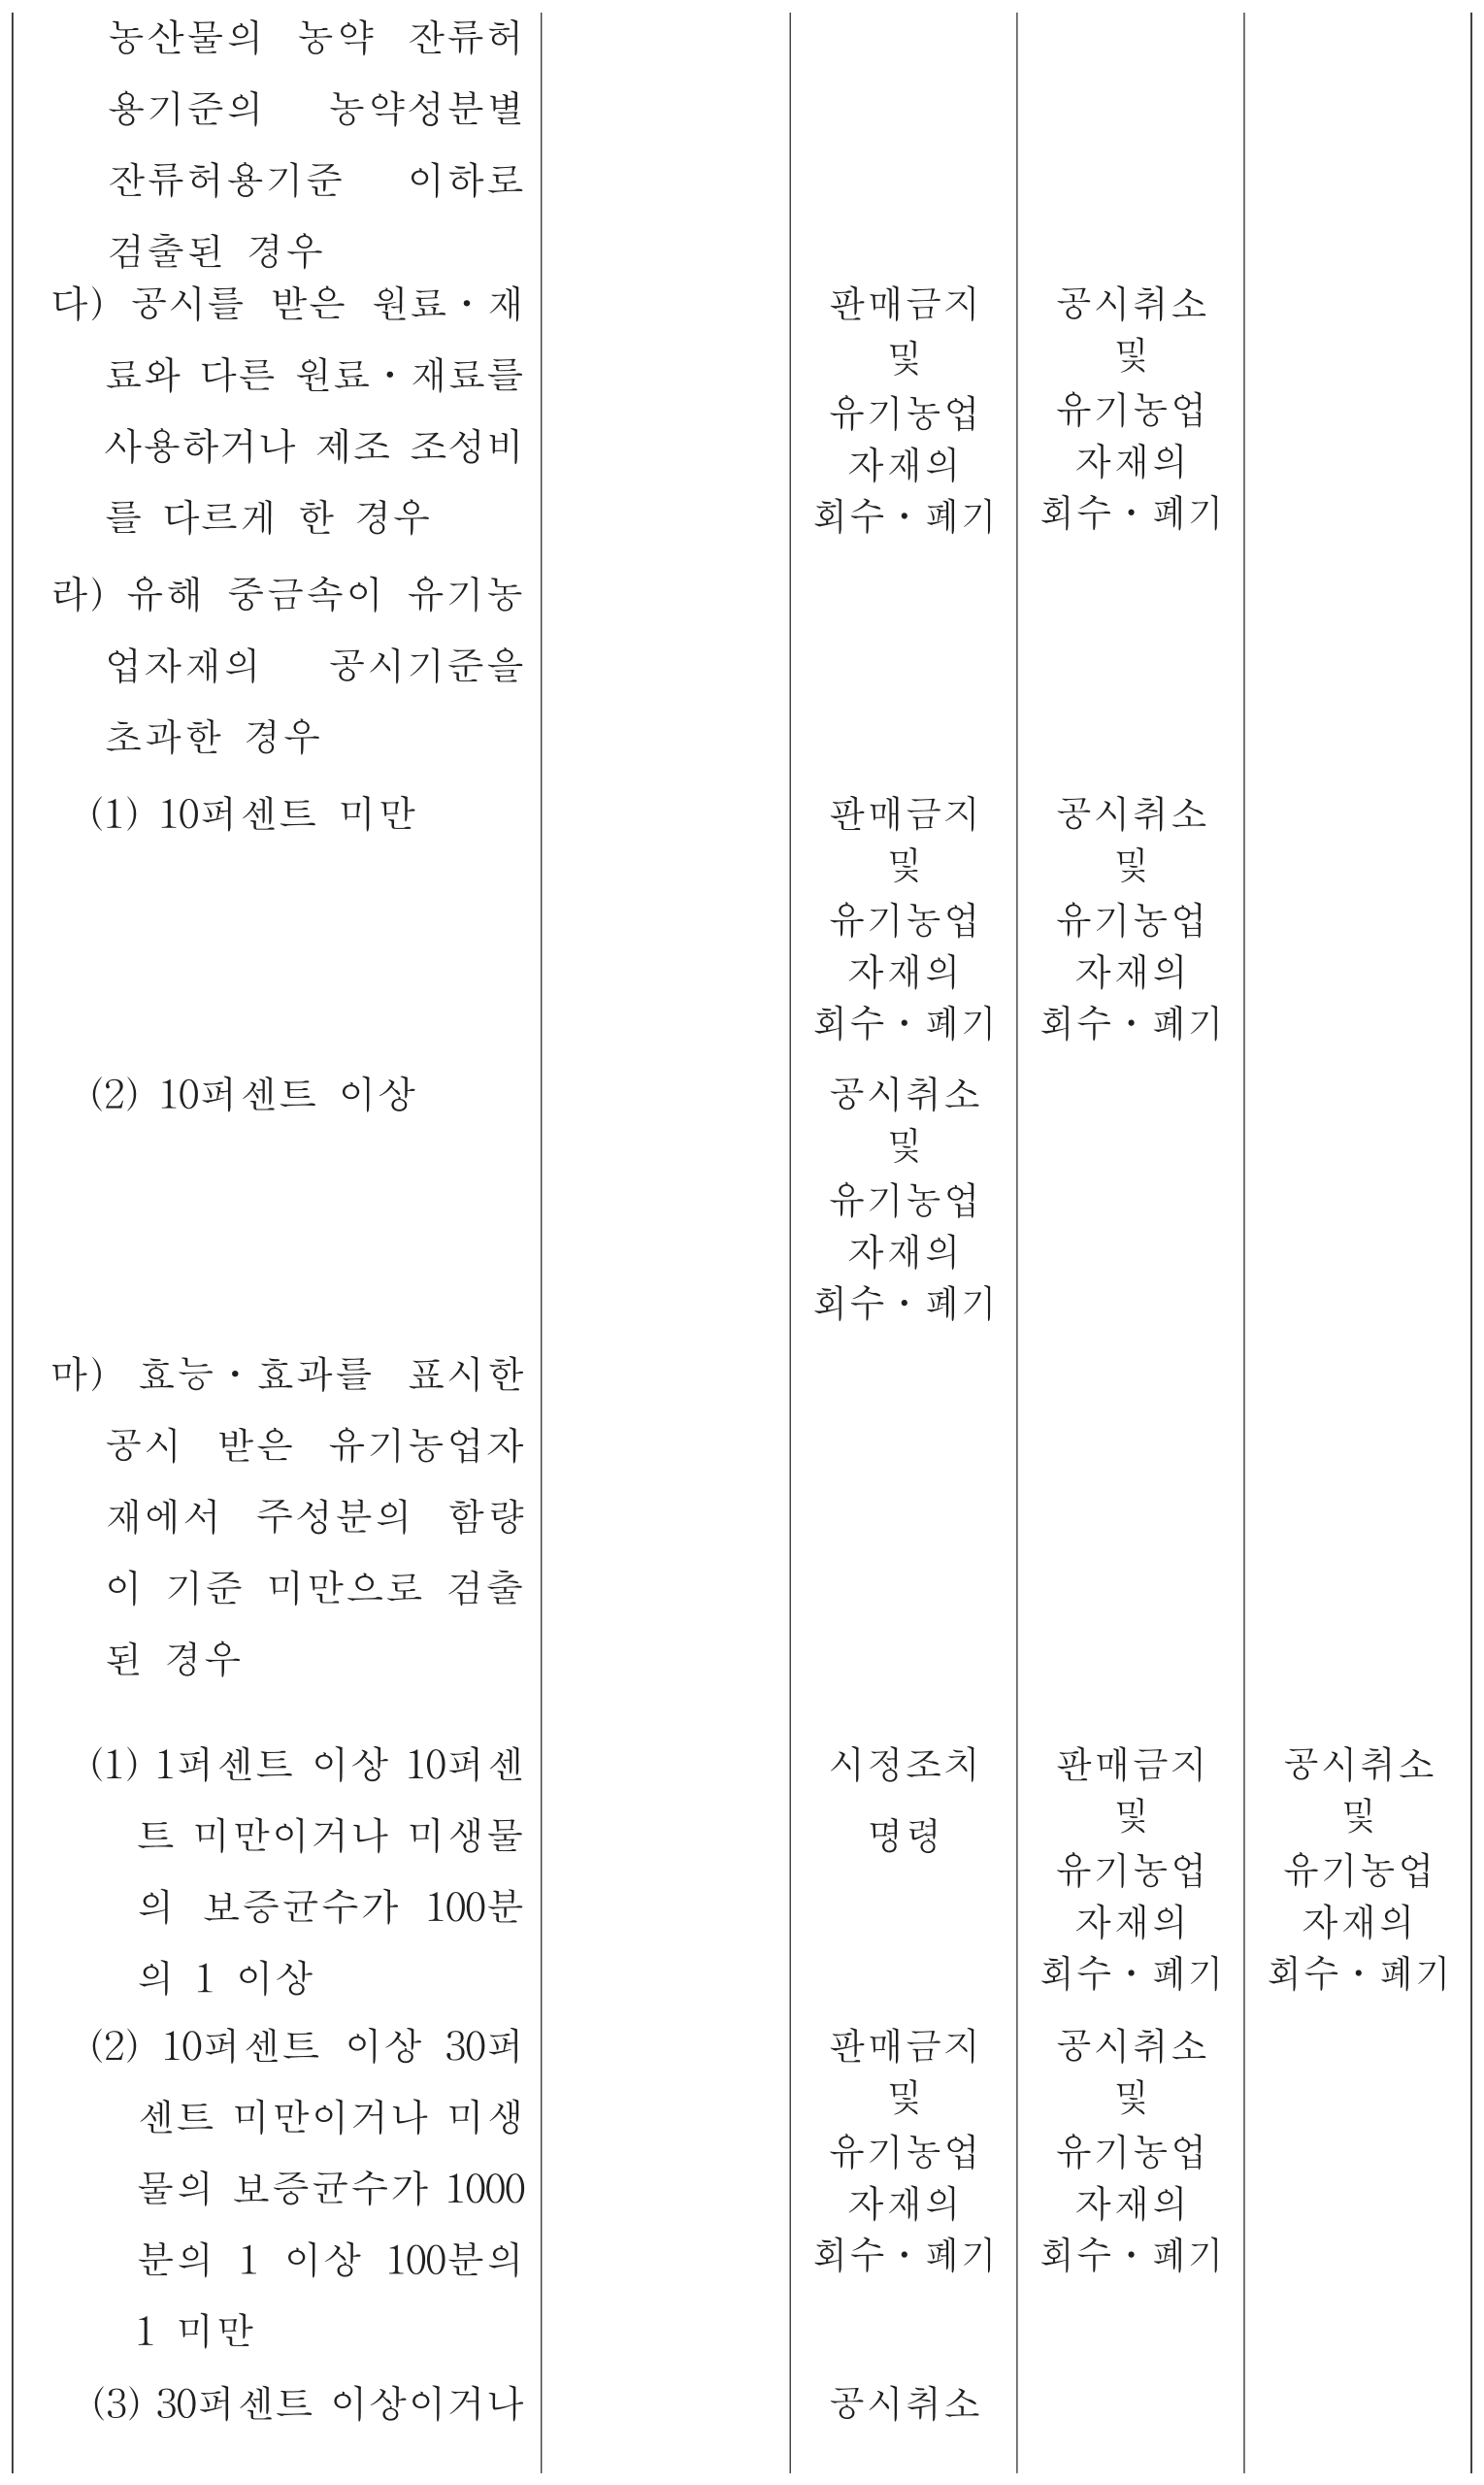 농산물의 농약 잔류허
용기준의 농약성분별
잔류허용기준 이하로
검출된 경우
다) 공시를 받은 원료·재
료와 다른 원료·재료를
사용하거나 제조 조성비
를 다르게 한 경우
판매금지
및
유기농업
자재의
회수·폐기
공시취소
및
유기농업
자재의
회수·폐기
라) 유해 중금속이 유기농
업자재의 공시기준을
초과한 경우
(1) 10퍼센트 미만
판매금지
및
유기농업
자재의
회수·폐기
공시취소
및
유기농업
자재의
회수·폐기
(2) 10퍼센트 이상
공시취소
및
유기농업
자재의
회수·폐기
마) 효능·효과를 표시한
공시 받은 유기농업자
재에서 주성분의 함량
이 기준 미만으로 검출
된 경우
(1) 1퍼센트 이상 10퍼센
트 미만이거나 미생물
의 보증균수가 100분
의 1 이상
시정조치
명령
판매금지
및
유기농업
자재의
회수·폐기
공시취소
및
유기농업
자재의
회수·폐기
(2) 10퍼센트 이상 30퍼
센트 미만이거나 미생
물의 보증균수가 1000
분의 1 이상 100분의
1 미만
판매금지
및
유기농업
자재의
회수·폐기
공시취소
및
유기농업
자재의
회수·폐기
(3) 30퍼센트 이상이거나
공시취소